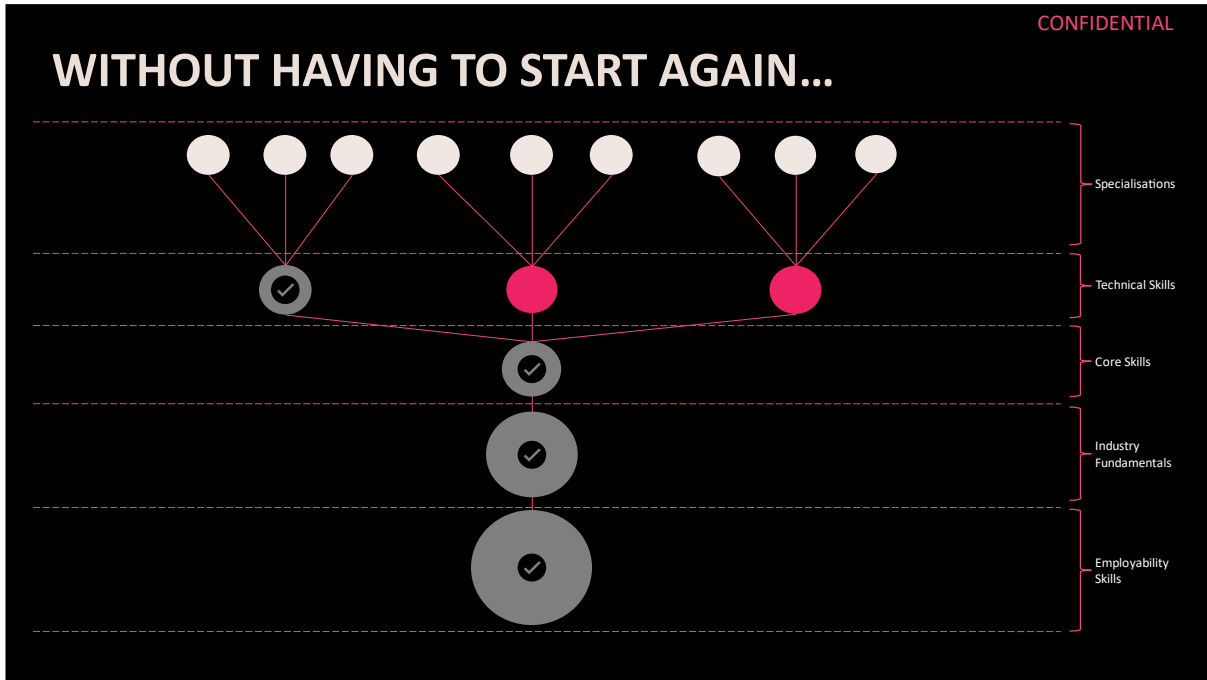 CONFIDENTIAL
WITHOUT HAVING TO START AGAIN...
Specialisations
Technical Skills
Core Skills
Industry
Fundamentals
Employability
Skills